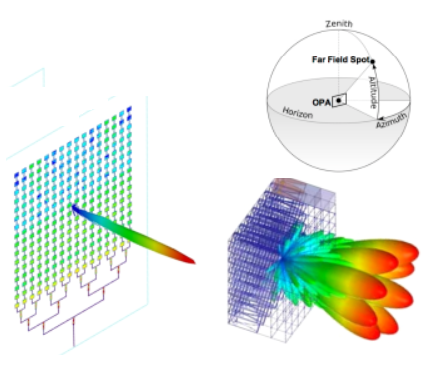 Zenith
Far Field Spot
OPA
Altitude
Horizon
Azimuth